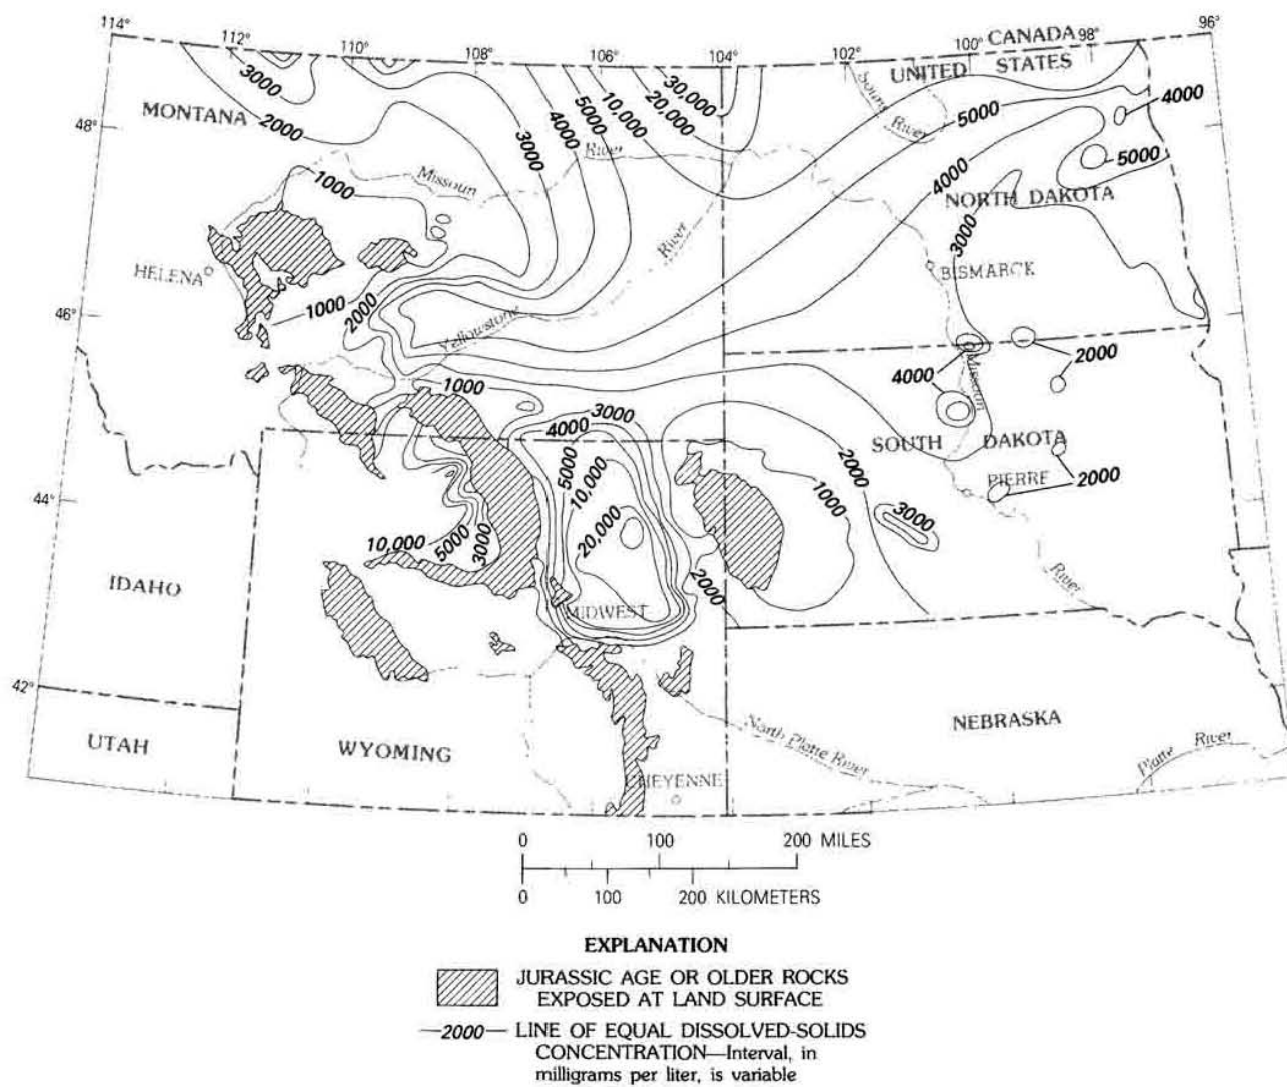 114°
112°
110°
108°
106°
104°
102°
100°
98°
96°
CANADA
UNITED STATES
MONTANA
48°
3000
2000
3000
4000
5000
10,000
20,000
30,000
Souris
River
5000
4000
4000
5000
NORTH DAKOTA
3000
BISMARCK
1000
Missouri
River
River
HELENA
46°
1000
2000
Yellowstone
1000
4000
Missouri
2000
SOUTH DAKOTA
PIERRE
2000
3000
4000
5000
10,000
20,000
2000
1000
3000
2000
44°
10,000
5000
3000
IDAHO
MIDWEST
River
42°
UTAH
WYOMING
CHEYENNE
North Platte River
NEBRASKA
Platte River
0 100 200 MILES
0 100 200 KILOMETERS
EXPLANATION
JURASSIC AGE OR OLDER ROCKS
EXPOSED AT LAND SURFACE
—2000— LINE OF EQUAL DISSOLVED-SOLIDS
CONCENTRATION—Interval, in
milligrams per liter, is variable